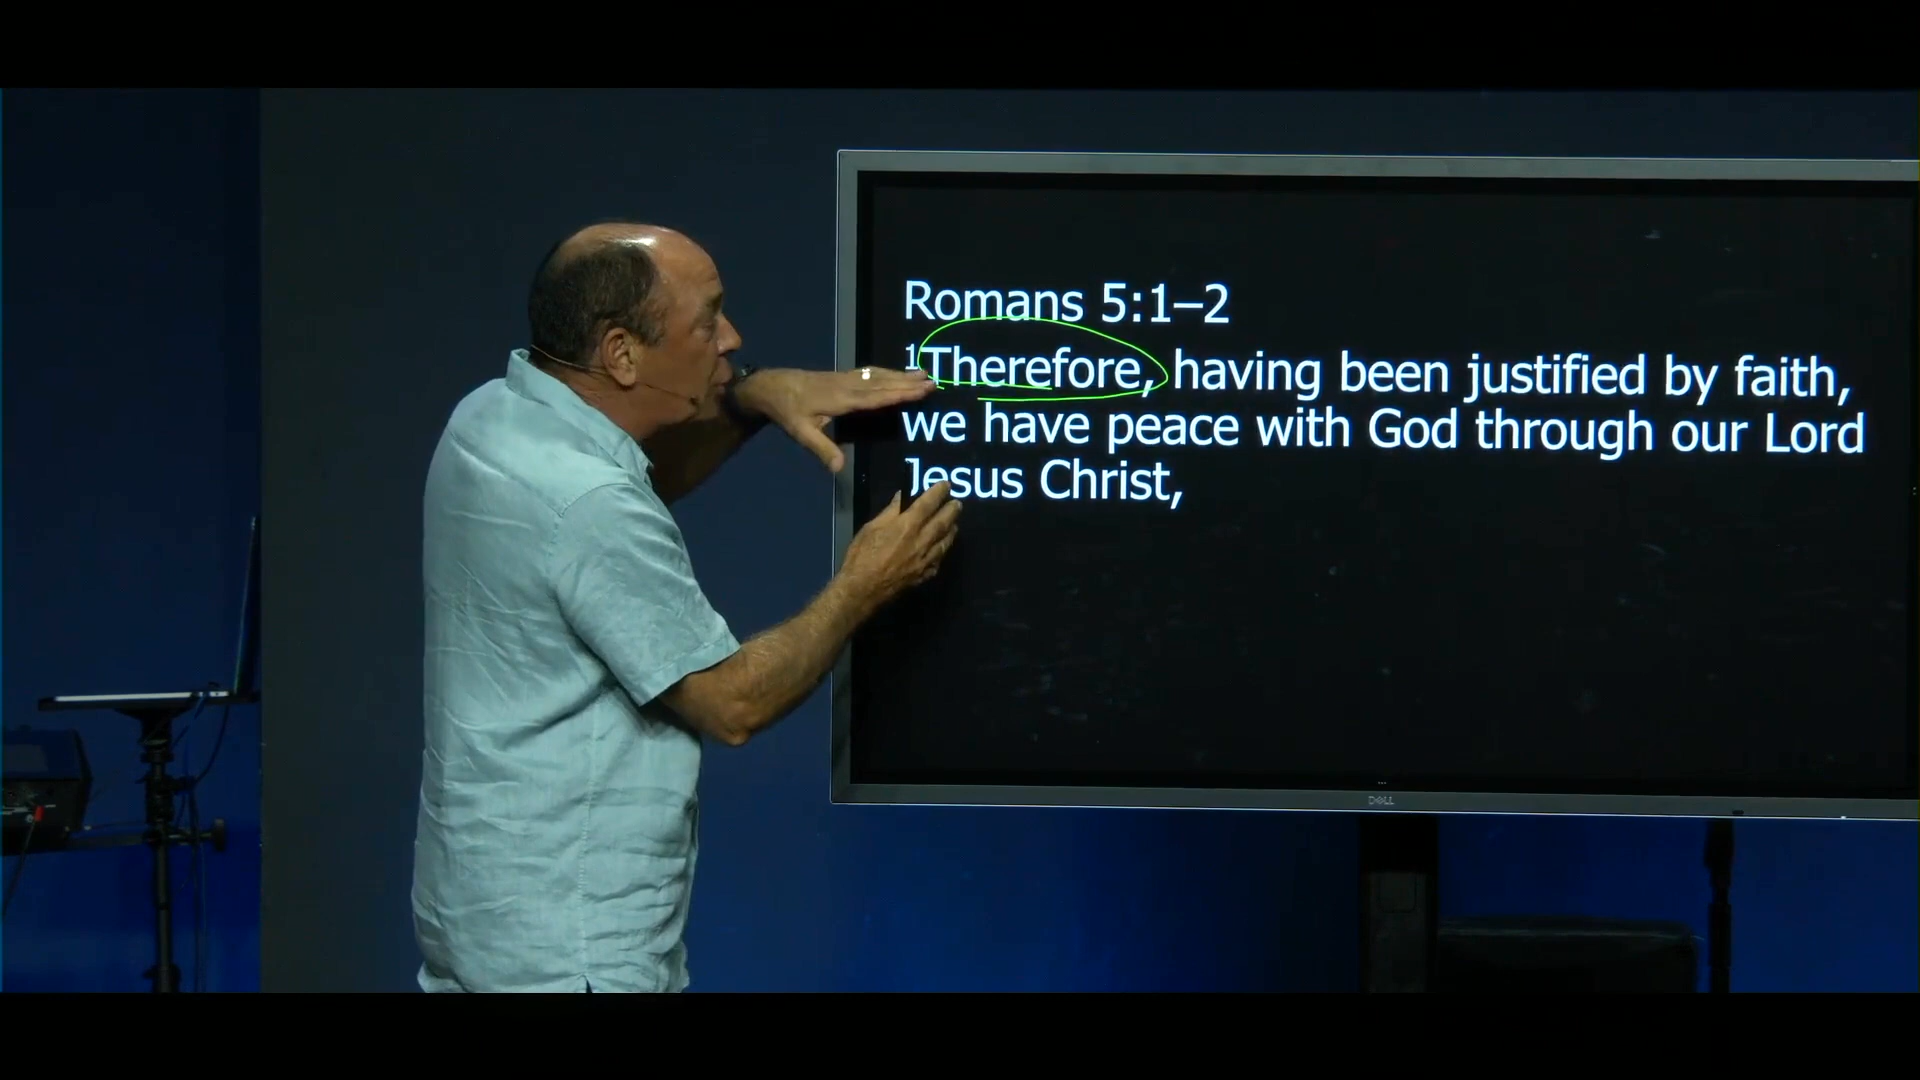 Romans 5:1–2
¹Therefore, having been justified by faith,
we have peace with God through our Lord
Jesus Christ,
DELL